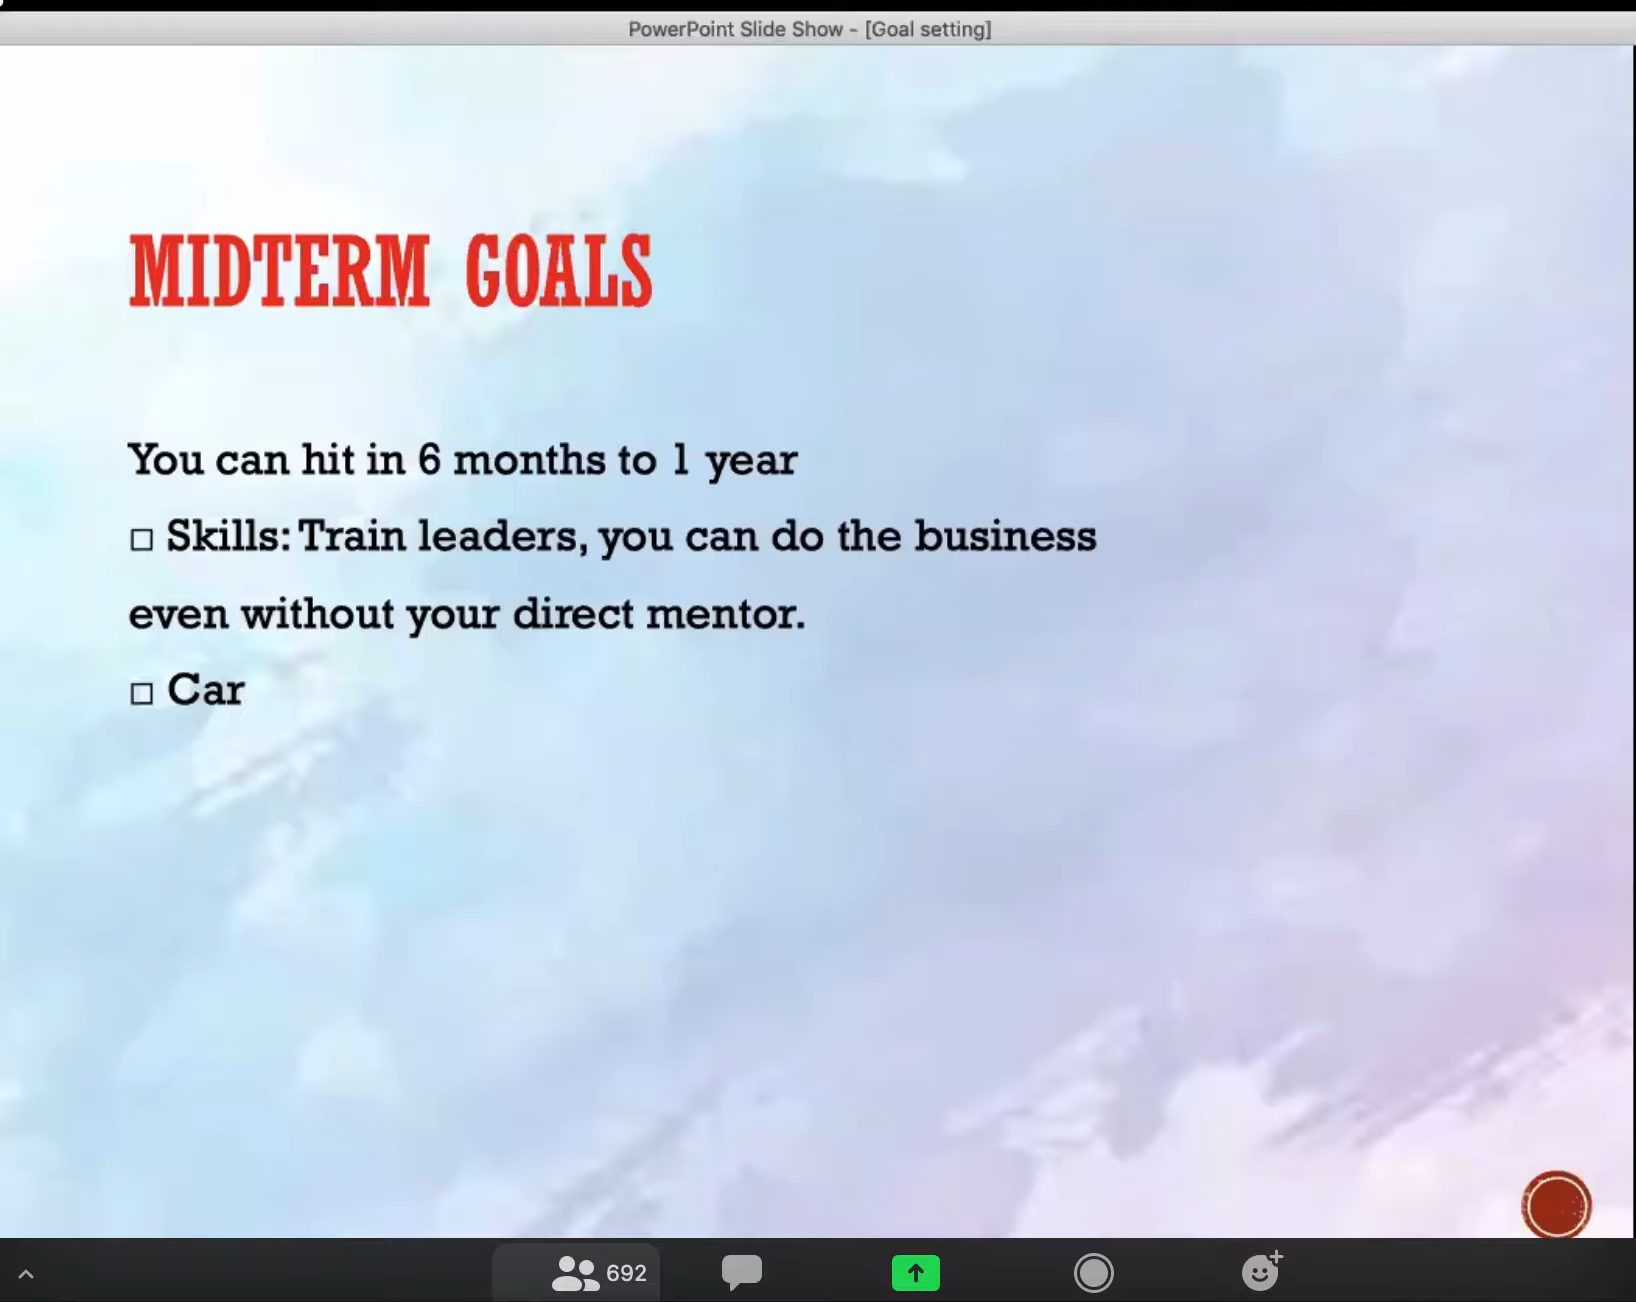 PowerPoint Slide Show - [Goal setting]
MIDTERM GOALS
You can hit in 6 months to 1 year
□ Skills: Train leaders, you can do the business
even without your direct mentor.
□ Car
692